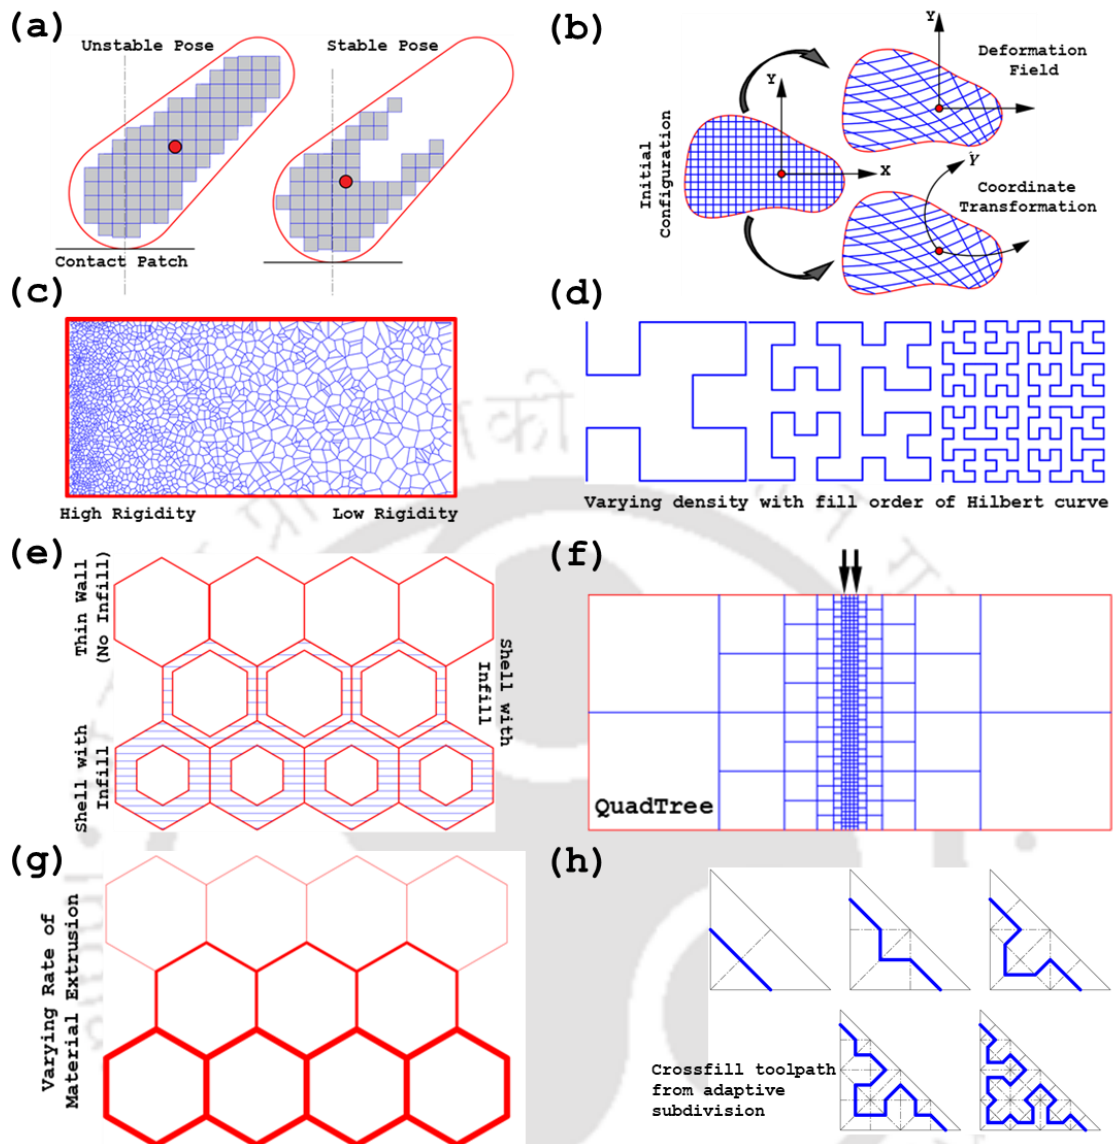 (a)
Unstable Pose
Stable Pose
Contact Patch
(b)
Initial
Configuration
Y
X
Y
Deformation
Field
Y
Coordinate
Transformation
(c)
High Rigidity
Low Rigidity
(d)
Varying density with fill order of Hilbert curve
(e)
Thin Wall
(No Infill)
Shell with
Infill
Shell with
Infill
(f)
QuadTree
(g)
Varying Rate of
Material Extrusion
(h)
Crossfill toolpath
from adaptive
subdivision